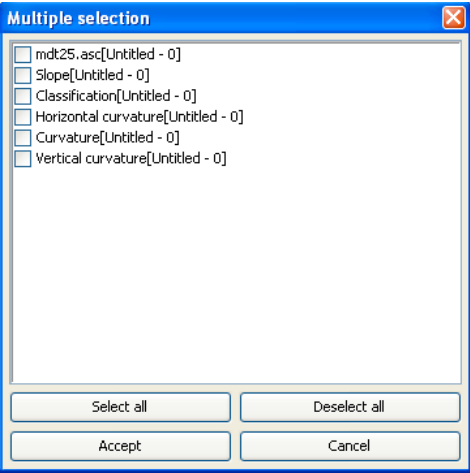 Multiple selection
mdt25.asc[Untitled - 0]
Slope[Untitled - 0]
Classification[Untitled - 0]
Horizontal curvature[Untitled - 0]
Curvature[Untitled - 0]
Vertical curvature[Untitled - 0]
Select all
Deselect all
Accept
Cancel